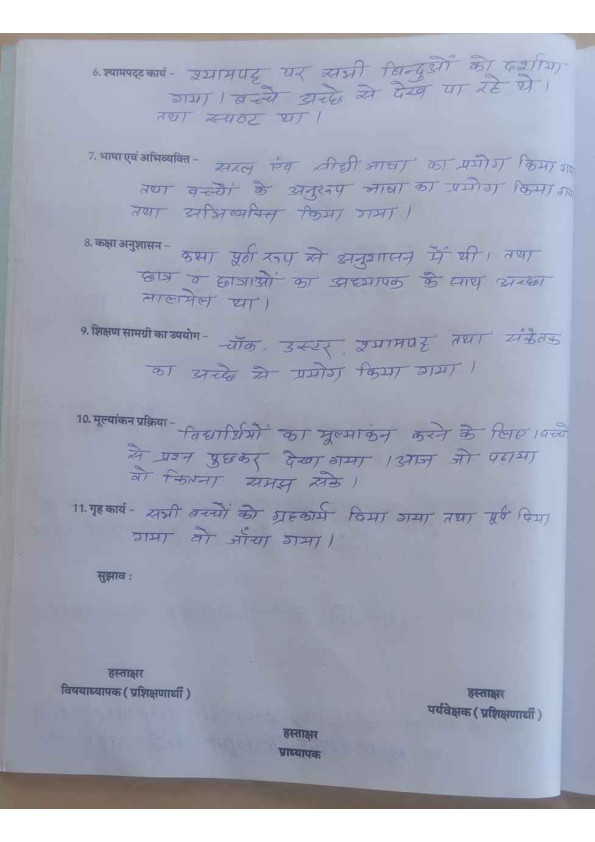 6. श्यामपट्ट कार्य - श्यामपट्ट पर सभी बिन्दुओं को दर्शाया
गया। बच्चे अच्छे से देख पा रहे थे।
तथा स्पष्ट था।
7. भाषा एवं अभिव्यक्ति - सरल एंव सीधी भाषा का प्रयोग किया गया
तथा बच्चों के अनुरूप भाषा का प्रयोग किया गया
तथा अभिव्यक्ति किया गया।
8. कक्षा अनुशासन - कक्षा पूर्ण रूप से अनुशासन में थी। तथा
छात्र व छात्राओं का अध्यापक के साथ अच्छा
तालमेल था।
9. शिक्षण सामग्री का उपयोग - चॉक, डस्टर, श्यामपट्ट तथा संकेतक
का अच्छे से प्रयोग किया गया।
10. मूल्यांकन प्रक्रिया - विद्यार्थियों का मूल्यांकन करने के लिए। बच्चों
से प्रश्न पुछकर देखा गया। आज जो पढ़ाया
वो कितना समझ सके।
11. गृह कार्य - सभी बच्चों को ग्रहकार्य दिया गया तथा पूर्व दिया
गया वो जाँचा गया।
सुझाव :
हस्ताक्षर
विषयाध्यापक ( प्रशिक्षणार्थी )
हस्ताक्षर
पर्यवेक्षक ( प्रशिक्षणार्थी )
हस्ताक्षर
प्राध्यापक